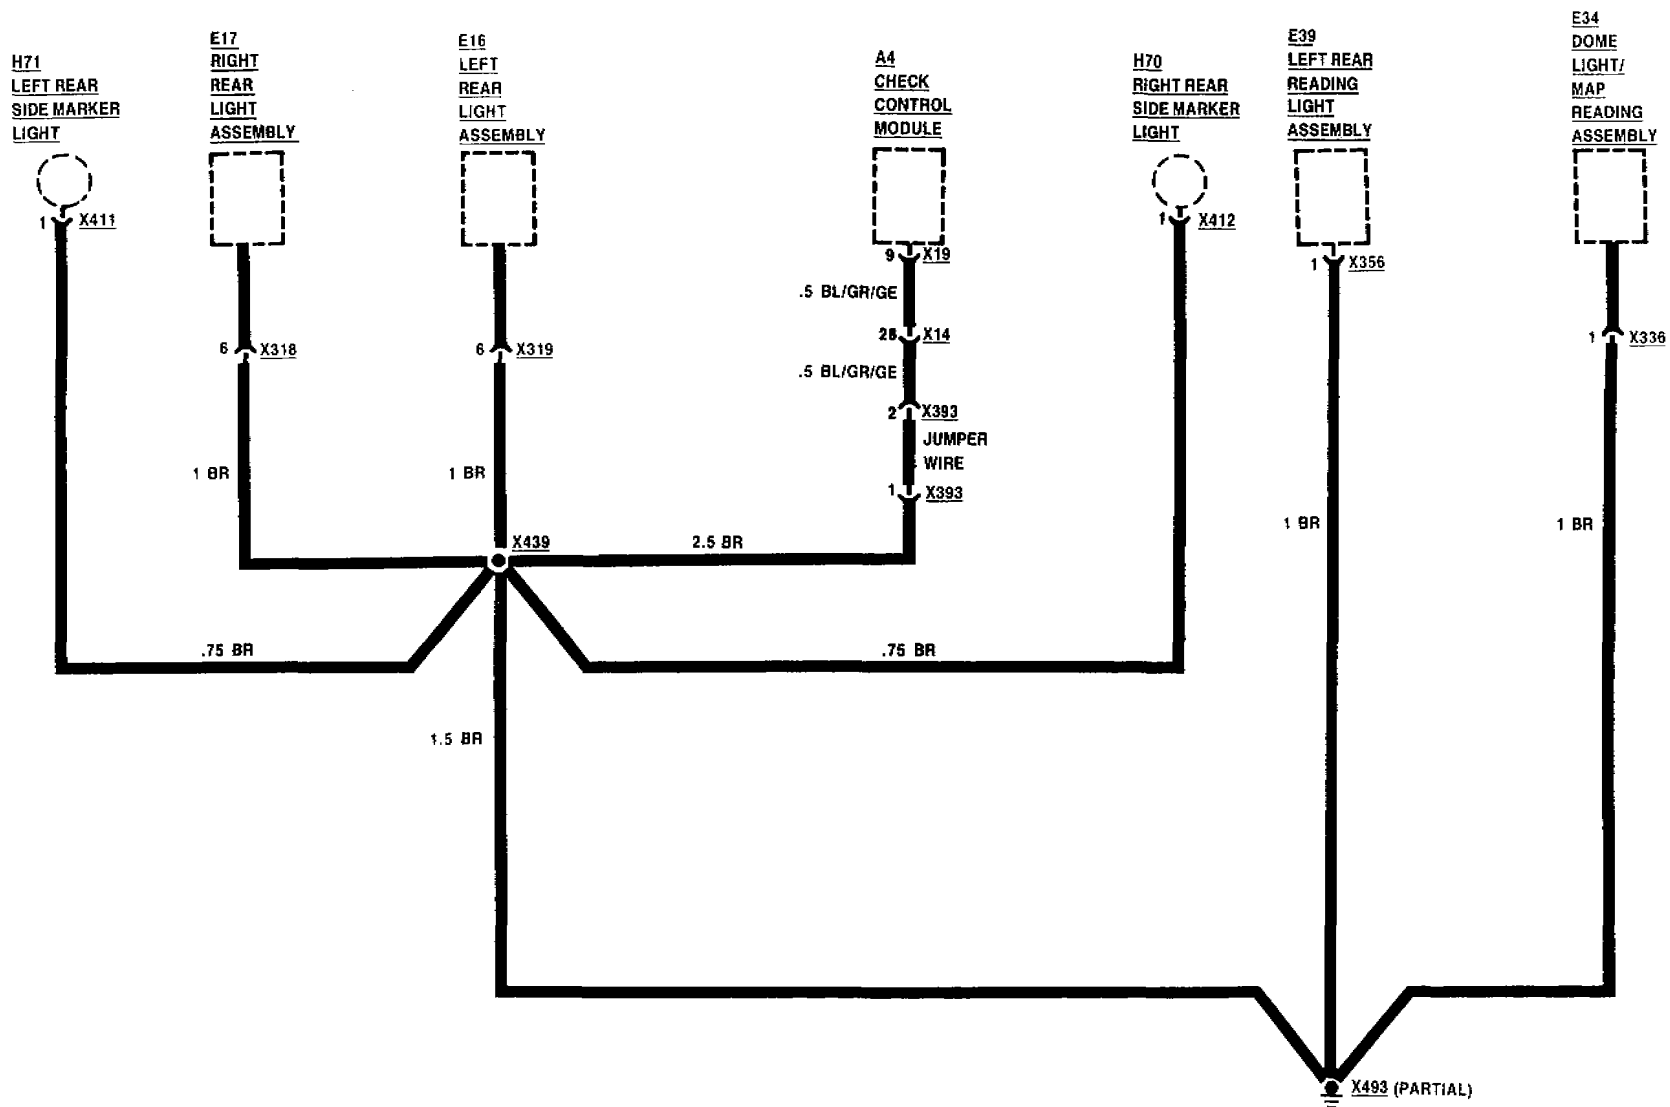 H71
LEFT REAR
SIDE MARKER
LIGHT
E17
RIGHT
REAR
LIGHT
ASSEMBLY
E16
LEFT
REAR
LIGHT
ASSEMBLY
A4
CHECK
CONTROL
MODULE
H70
RIGHT REAR
SIDE MARKER
LIGHT
E39
LEFT REAR
READING
LIGHT
ASSEMBLY
E34
DOME
LIGHT/
MAP
READING
ASSEMBLY
1 X411
9 X19
1 X412
1 X356
.5 BL/GR/GE
6 X318
6 X319
X14
1 X336
.5 BL/GR/GE
2 X393
JUMPER
WIRE
1 X393
1 BR
1 BR
1 BR
1 BR
X439
2.5 BR
.75 BR
.75 BR
1.5 BR
X493 (PARTIAL)